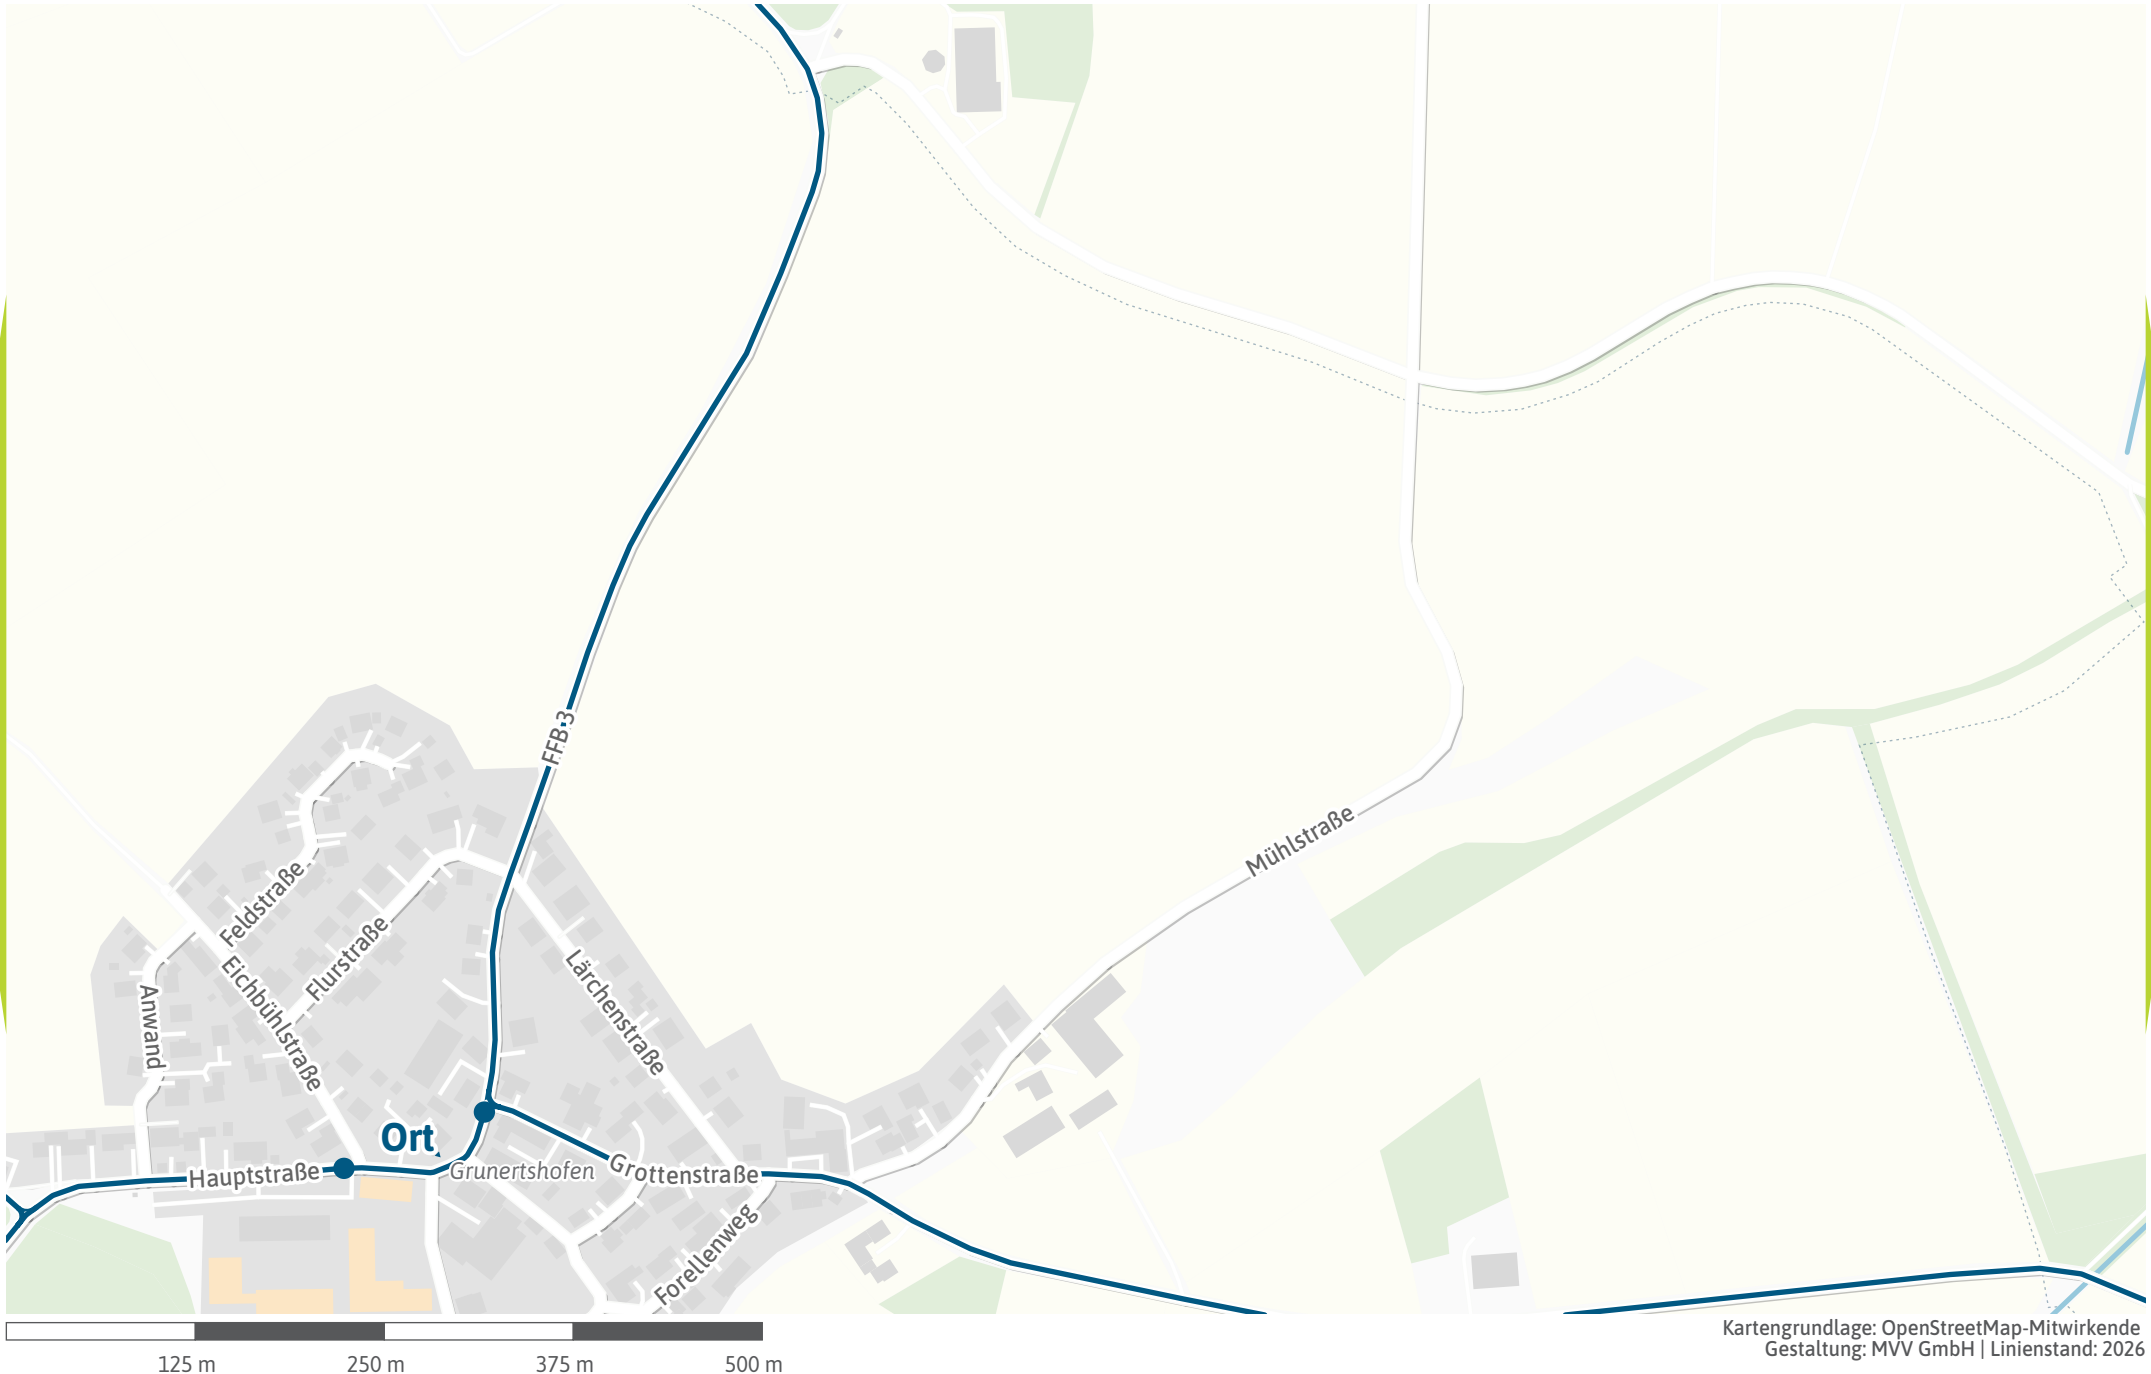 FFB 3
Mühlstraße
Feldstraße
Flurstraße
Eichbühlstraße
Lärchenstraße
Anwand
Ort
Hauptstraße
Grunertshofen
Grottenstraße
Forellenweg
125 m
250 m
375 m
500 m
Kartengrundlage: OpenStreetMap-Mitwirkende
Gestaltung: MVV GmbH | Linienstand: 2026